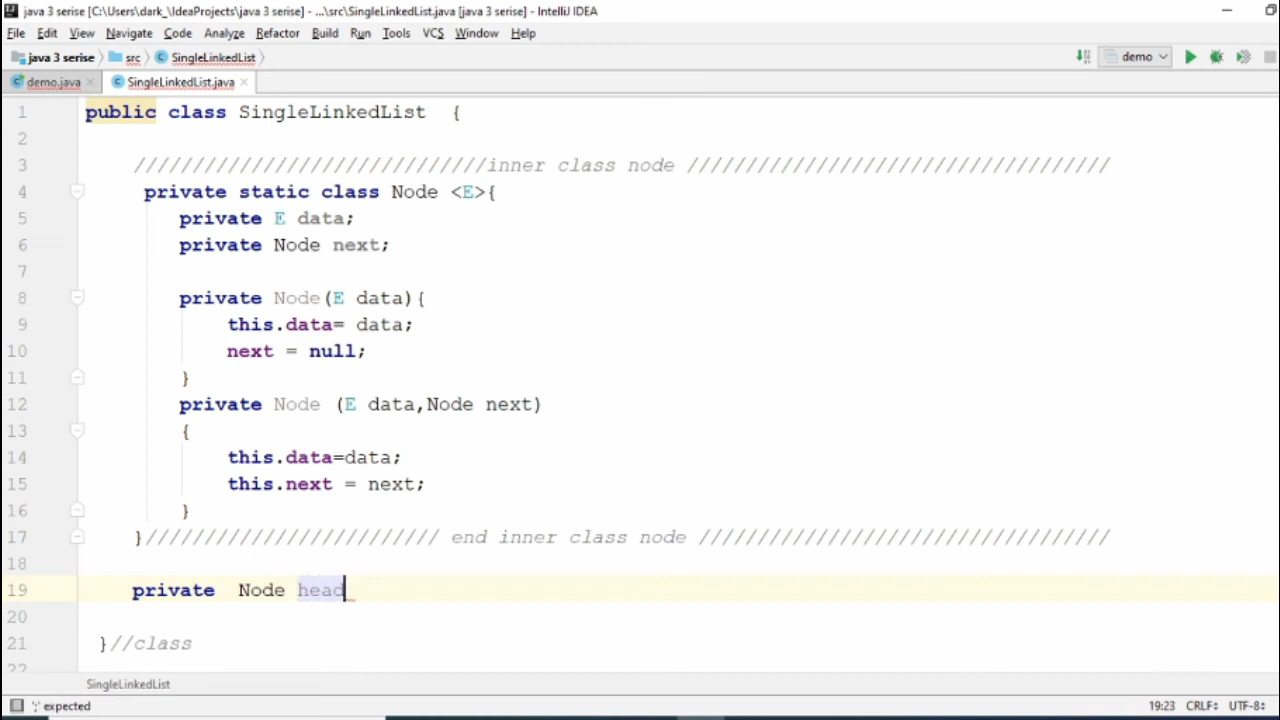 java 3 serise [C:\Users\dark_\IdeaProjects\java 3 serise] - ...\src\SingleLinkedList.java [java 3 serise] - IntelliJ IDEA
File Edit View Navigate Code Analyze Refactor Build Run Tools VCS Window Help
java 3 serise src SingleLinkedList demo
demo.java SingleLinkedList.java
1 public class SingleLinkedList {
2
3 //////////////////////////////inner class node ////////////////////////////////////
4 private static class Node <E>{
5 private E data;
6 private Node next;
7
8 private Node(E data){
9 this.data= data;
10 next = null;
11 }
12 private Node (E data,Node next)
13 {
14 this.data=data;
15 this.next = next;
16 }
17 }///////////////////////// end inner class node ///////////////////////////////////
18
19 private Node head
20
21 }//class
22
SingleLinkedList
';' expected 19:23 CRLF: UTF-8: